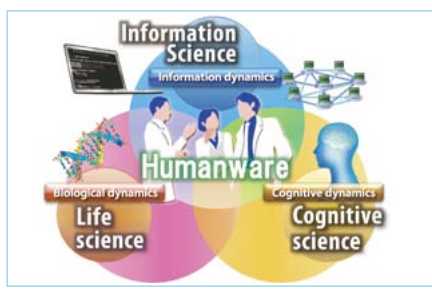 Information
Science
Information dynamics
Humanware
Biological dynamics
Cognitive dynamics
Life
science
Cognitive
science